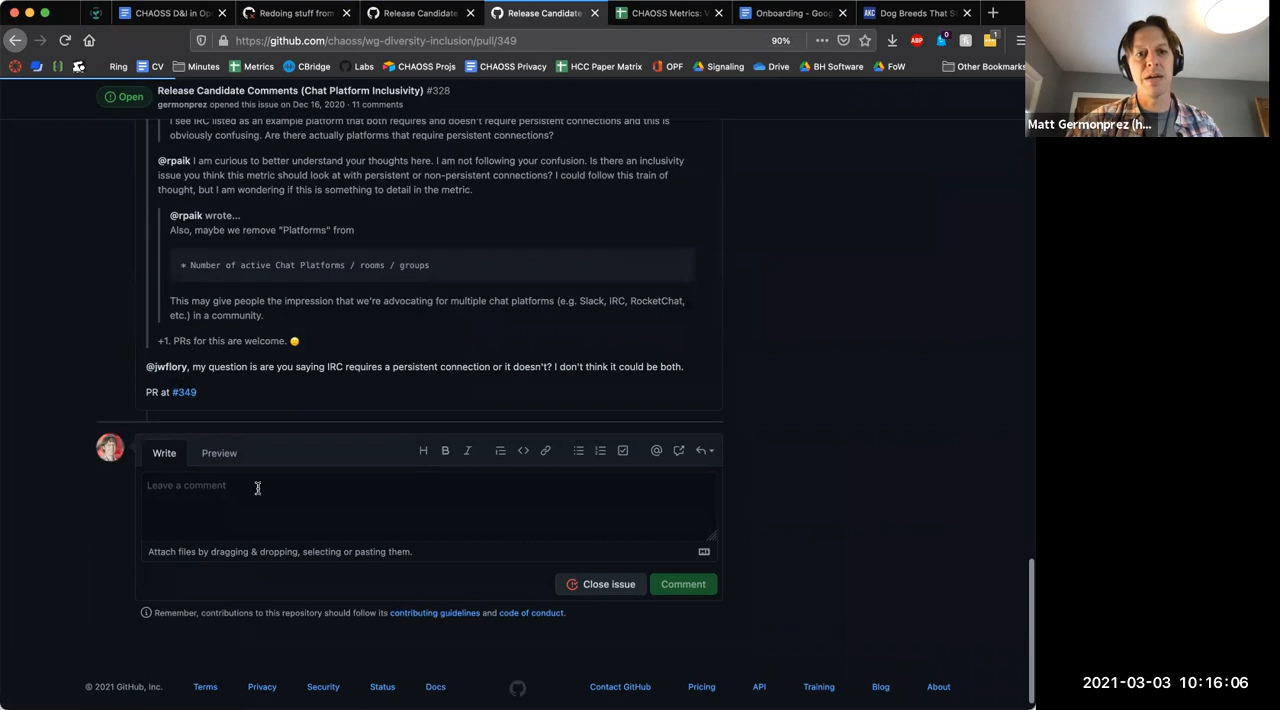 CHAOSS D&I in Op
Redoing stuff from
Release Candidate
Release Candidate
CHAOSS Metrics: V
Onboarding - Goog
AKC
Dog Breeds That S
https://github.com/chaoss/wg-diversity-inclusion/pull/349
90%
ABP
0
1
Ring
CV
Minutes
Metrics
CBridge
Labs
CHAOSS Projs
CHAOSS Privacy
HCC Paper Matrix
OPF
Signaling
Drive
BH Software
FoW
Other Bookmarks
Open
Release Candidate Comments (Chat Platform Inclusivity) #328
germonprez opened this issue on Dec 16, 2020 · 11 comments
I see IRC listed as an example platform that both requires and doesn't require persistent connections and this is
obviously confusing. Are there actually platforms that require persistent connections?
@rpaik I am curious to better understand your thoughts here. I am not following your confusion. Is there an inclusivity
issue you think this metric should look at with persistent or non-persistent connections? I could follow this train of
thought, but I am wondering if this is something to detail in the metric.
@rpaik wrote...
Also, maybe we remove "Platforms" from
* Number of active Chat Platforms / rooms / groups
This may give people the impression that we're advocating for multiple chat platforms (e.g. Slack, IRC, RocketChat,
etc.) in a community.
+1. PRs for this are welcome.
@jwflory, my question is are you saying IRC requires a persistent connection or it doesn't? I don't think it could be both.
PR at #349
Write
Preview
Leave a comment
Attach files by dragging & dropping, selecting or pasting them.
Close issue
Comment
Remember, contributions to this repository should follow its contributing guidelines and code of conduct.
© 2021 GitHub, Inc.
Terms
Privacy
Security
Status
Docs
Contact GitHub
Pricing
API
Training
Blog
About
Matt Germonprez (h...
2021-03-03 10:16:06